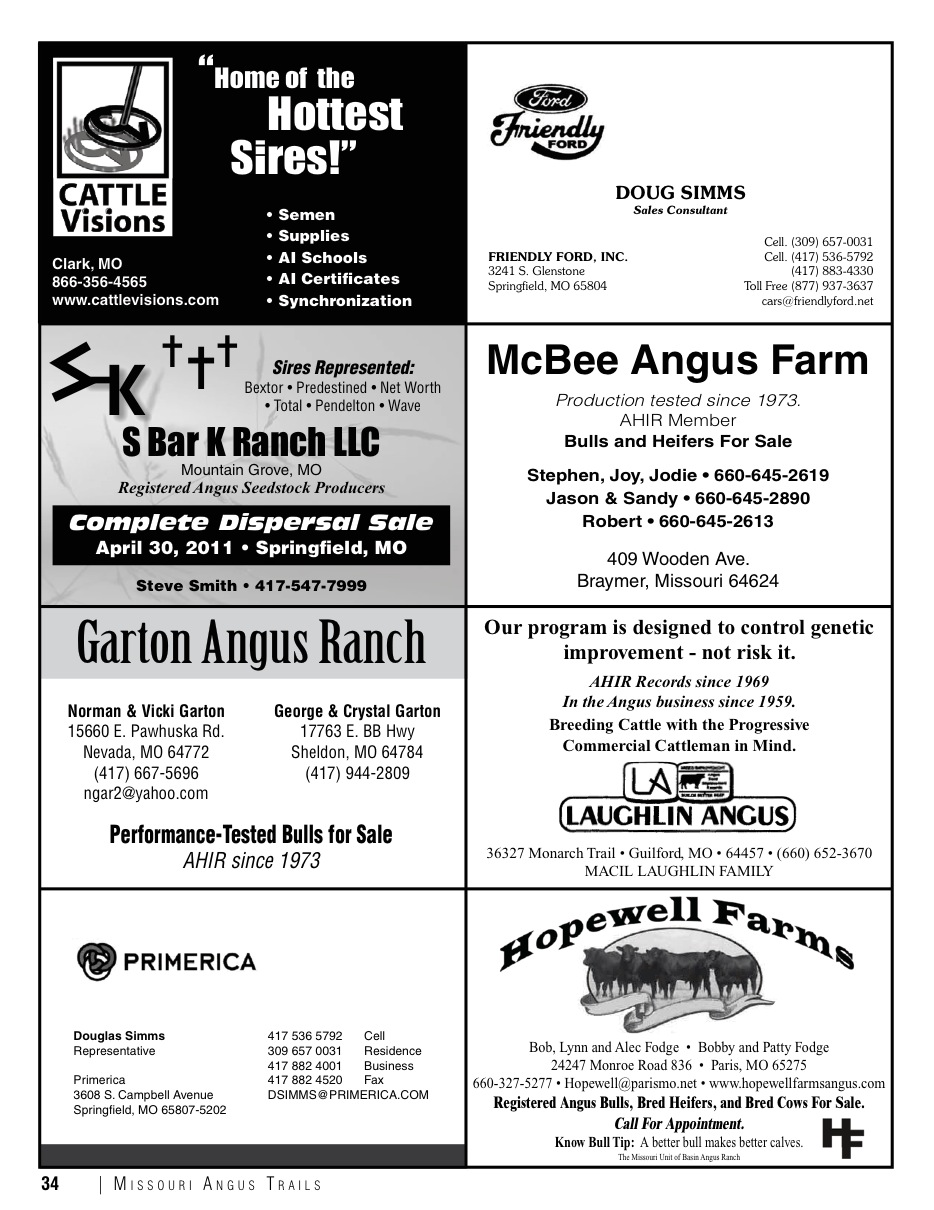 “Home of the
Hottest
Sires!”
CATTLE
Visions
• Semen
• Supplies
• AI Schools
• AI Certificates
• Synchronization
Clark, MO
866-356-4565
www.cattlevisions.com
Ford
Friendly
FORD
DOUG SIMMS
Sales Consultant
FRIENDLY FORD, INC.
3241 S. Glenstone
Springfield, MO 65804
Cell. (309) 657-0031
Cell. (417) 536-5792
(417) 883-4330
Toll Free (877) 937-3637
cars@friendlyford.net
S K
Sires Represented:
Bextor • Predestined • Net Worth
• Total • Pendelton • Wave
S Bar K Ranch LLC
Mountain Grove, MO
Registered Angus Seedstock Producers
Complete Dispersal Sale
April 30, 2011 • Springfield, MO
Steve Smith • 417-547-7999
McBee Angus Farm
Production tested since 1973.
AHIR Member
Bulls and Heifers For Sale
Stephen, Joy, Jodie • 660-645-2619
Jason & Sandy • 660-645-2890
Robert • 660-645-2613
409 Wooden Ave.
Braymer, Missouri 64624
Garton Angus Ranch
Norman & Vicki Garton
15660 E. Pawhuska Rd.
Nevada, MO 64772
(417) 667-5696
ngar2@yahoo.com
George & Crystal Garton
17763 E. BB Hwy
Sheldon, MO 64784
(417) 944-2809
Performance-Tested Bulls for Sale
AHIR since 1973
Our program is designed to control genetic
improvement - not risk it.
AHIR Records since 1969
In the Angus business since 1959.
Breeding Cattle with the Progressive
Commercial Cattleman in Mind.
LA
LAUGHLIN ANGUS
36327 Monarch Trail • Guilford, MO • 64457 • (660) 652-3670
MACIL LAUGHLIN FAMILY
PRIMERICA
Douglas Simms
Representative
Primerica
3608 S. Campbell Avenue
Springfield, MO 65807-5202
417 536 5792 Cell
309 657 0031 Residence
417 882 4001 Business
417 882 4520 Fax
DSIMMS@PRIMERICA.COM
Hopewell Farms
Bob, Lynn and Alec Fodge • Bobby and Patty Fodge
24247 Monroe Road 836 • Paris, MO 65275
660-327-5277 • Hopewell@parismo.net • www.hopewellfarmsangus.com
Registered Angus Bulls, Bred Heifers, and Bred Cows For Sale.
Call For Appointment.
Know Bull Tip: A better bull makes better calves.
The Missouri Unit of Basin Angus Ranch
HF
34 | MISSOURI ANGUS TRAILS